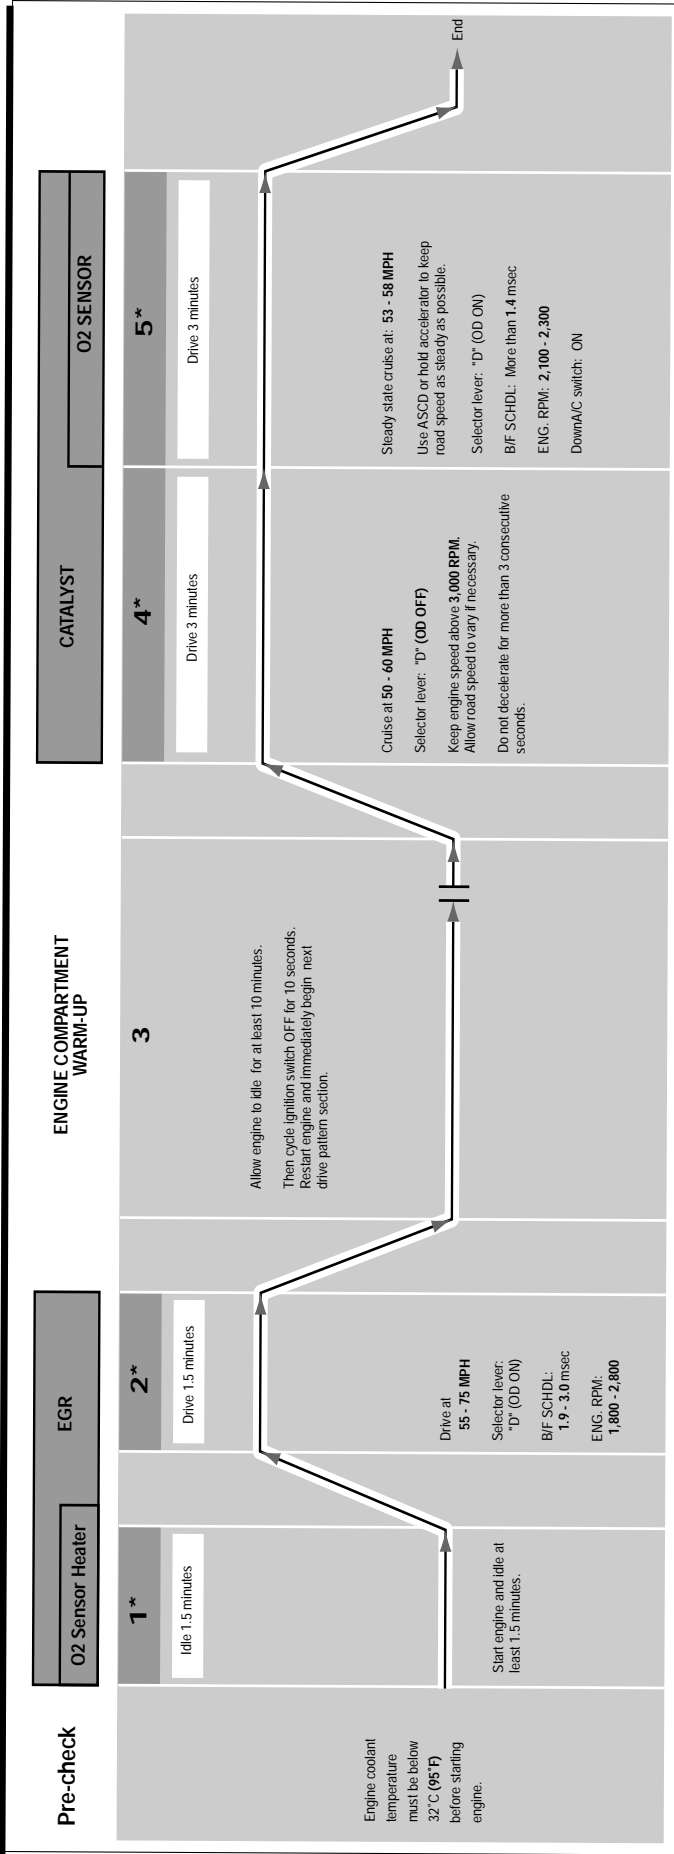 Pre-check
EGR
O2 Sensor Heater
ENGINE COMPARTMENT
WARM-UP
CATALYST
O2 SENSOR
1*
2*
3
4*
5*
Idle 1.5 minutes
Drive 1.5 minutes
Drive 3 minutes
Drive 3 minutes
Engine coolant
temperature
must be below
32˚C (95˚F)
before starting
engine.
Start engine and idle at
least 1.5 minutes.
Drive at
55 - 75 MPH
Selector lever:
"D" (OD ON)
B/F SCHDL:
1.9 - 3.0 msec
ENG. RPM:
1,800 - 2,800
Allow engine to idle for at least 10 minutes.
Then cycle ignition switch OFF for 10 seconds.
Restart engine and immediately begin next
drive pattern section.
Cruise at 50 - 60 MPH
Selector lever: "D" (OD OFF)
Keep engine speed above 3,000 RPM.
Allow road speed to vary if necessary.
Do not decelerate for more than 3 consecutive
seconds.
Steady state cruise at: 53 - 58 MPH
Use ASCD or hold accelerator to keep
road speed as steady as possible.
Selector lever: "D" (OD ON)
B/F SCHDL: More than 1.4 msec
ENG. RPM: 2,100 - 2,300
DownA/C switch: ON
End